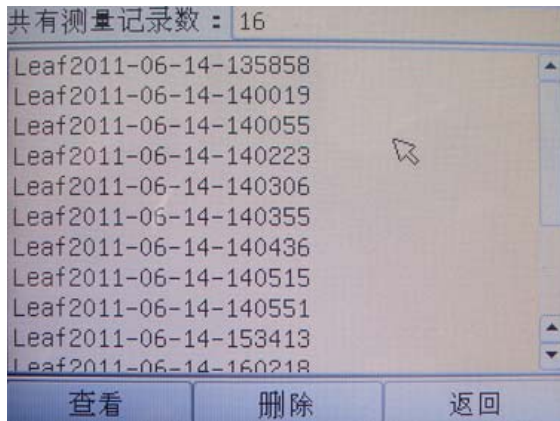 共有测量记录数：16
Leaf2011-06-14-135858
Leaf2011-06-14-140019
Leaf2011-06-14-140055
Leaf2011-06-14-140223
Leaf2011-06-14-140306
Leaf2011-06-14-140355
Leaf2011-06-14-140436
Leaf2011-06-14-140515
Leaf2011-06-14-140551
Leaf2011-06-14-153413
Leaf2011-06-14-160218
查看 删除 返回